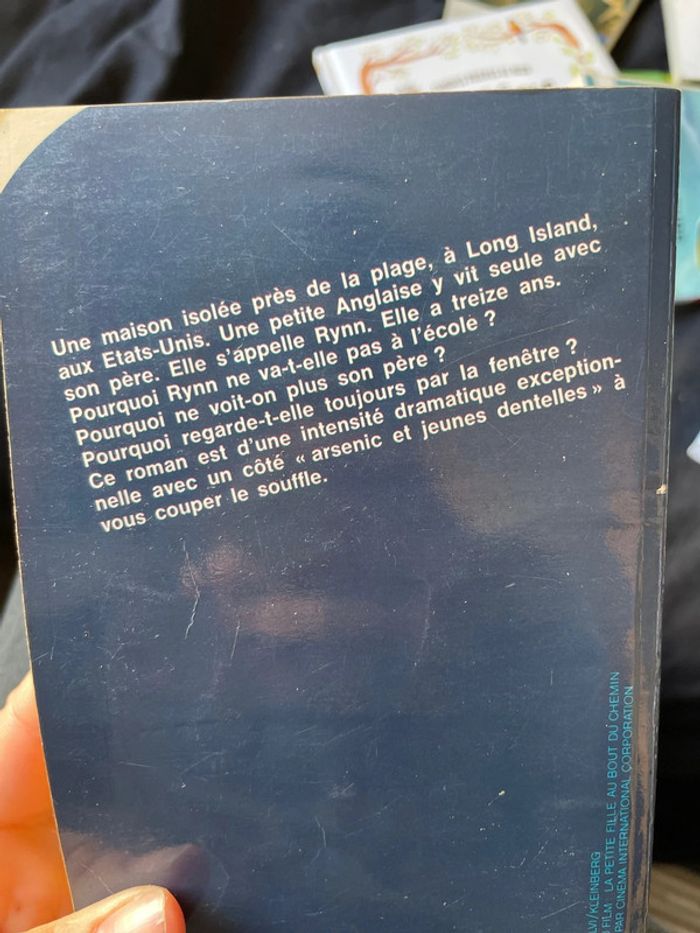 Une maison isolée près de la plage, à Long Island,
aux Etats-Unis. Une petite Anglaise y vit seule avec
son père. Elle s'appelle Rynn. Elle a treize ans.
Pourquoi Rynn ne va-t-elle pas à l'école ?
Pourquoi ne voit-on plus son père ?
Pourquoi regarde-t-elle toujours par la fenêtre ?
Ce roman est d'une intensité dramatique exception-
nelle avec un côté « arsenic et jeunes dentelles » à
vous couper le souffle.
LVI/KLEINBERG
FILM LA PETITE FILLE AU BOUT DU CHEMIN
PAR CINEMA INTERNATIONAL CORPORATION